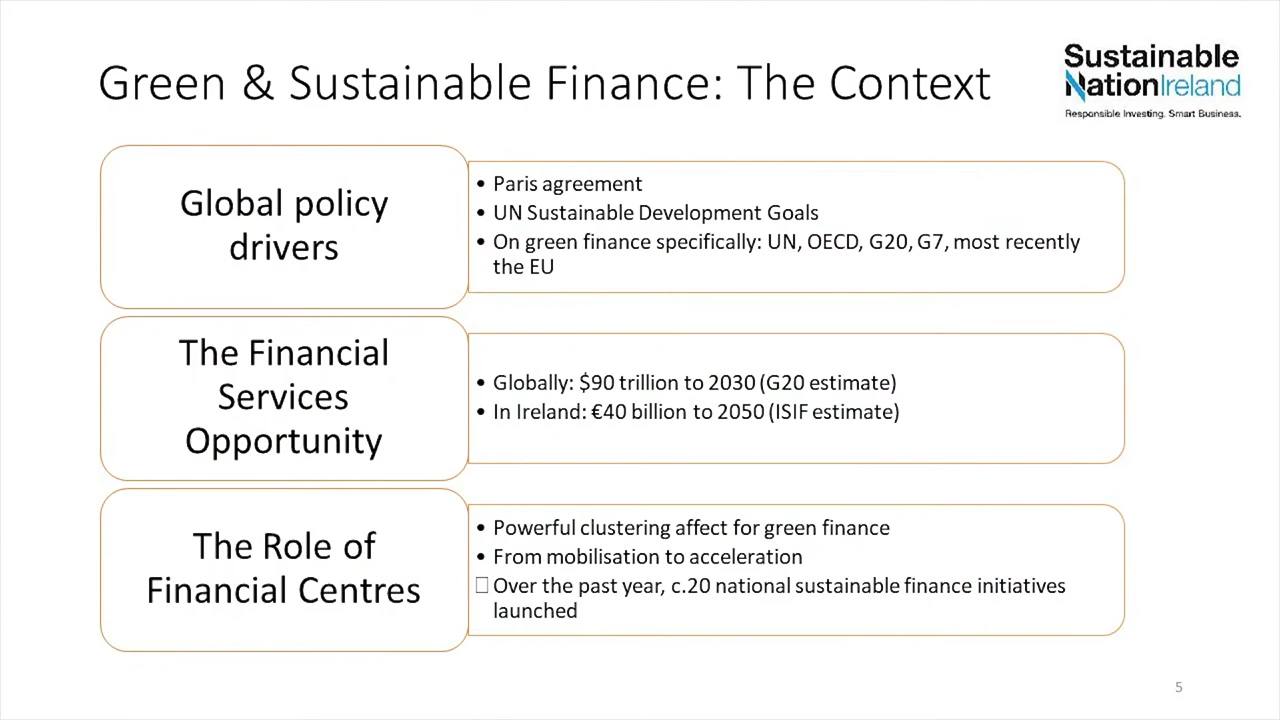 Green & Sustainable Finance: The Context
Sustainable
NationIreland
Responsible Investing. Smart Business.
Global policy
drivers
• Paris agreement
• UN Sustainable Development Goals
• On green finance specifically: UN, OECD, G20, G7, most recently
the EU
The Financial
Services
Opportunity
• Globally: $90 trillion to 2030 (G20 estimate)
• In Ireland: €40 billion to 2050 (ISIF estimate)
The Role of
Financial Centres
• Powerful clustering affect for green finance
• From mobilisation to acceleration
□ Over the past year, c.20 national sustainable finance initiatives
launched
5